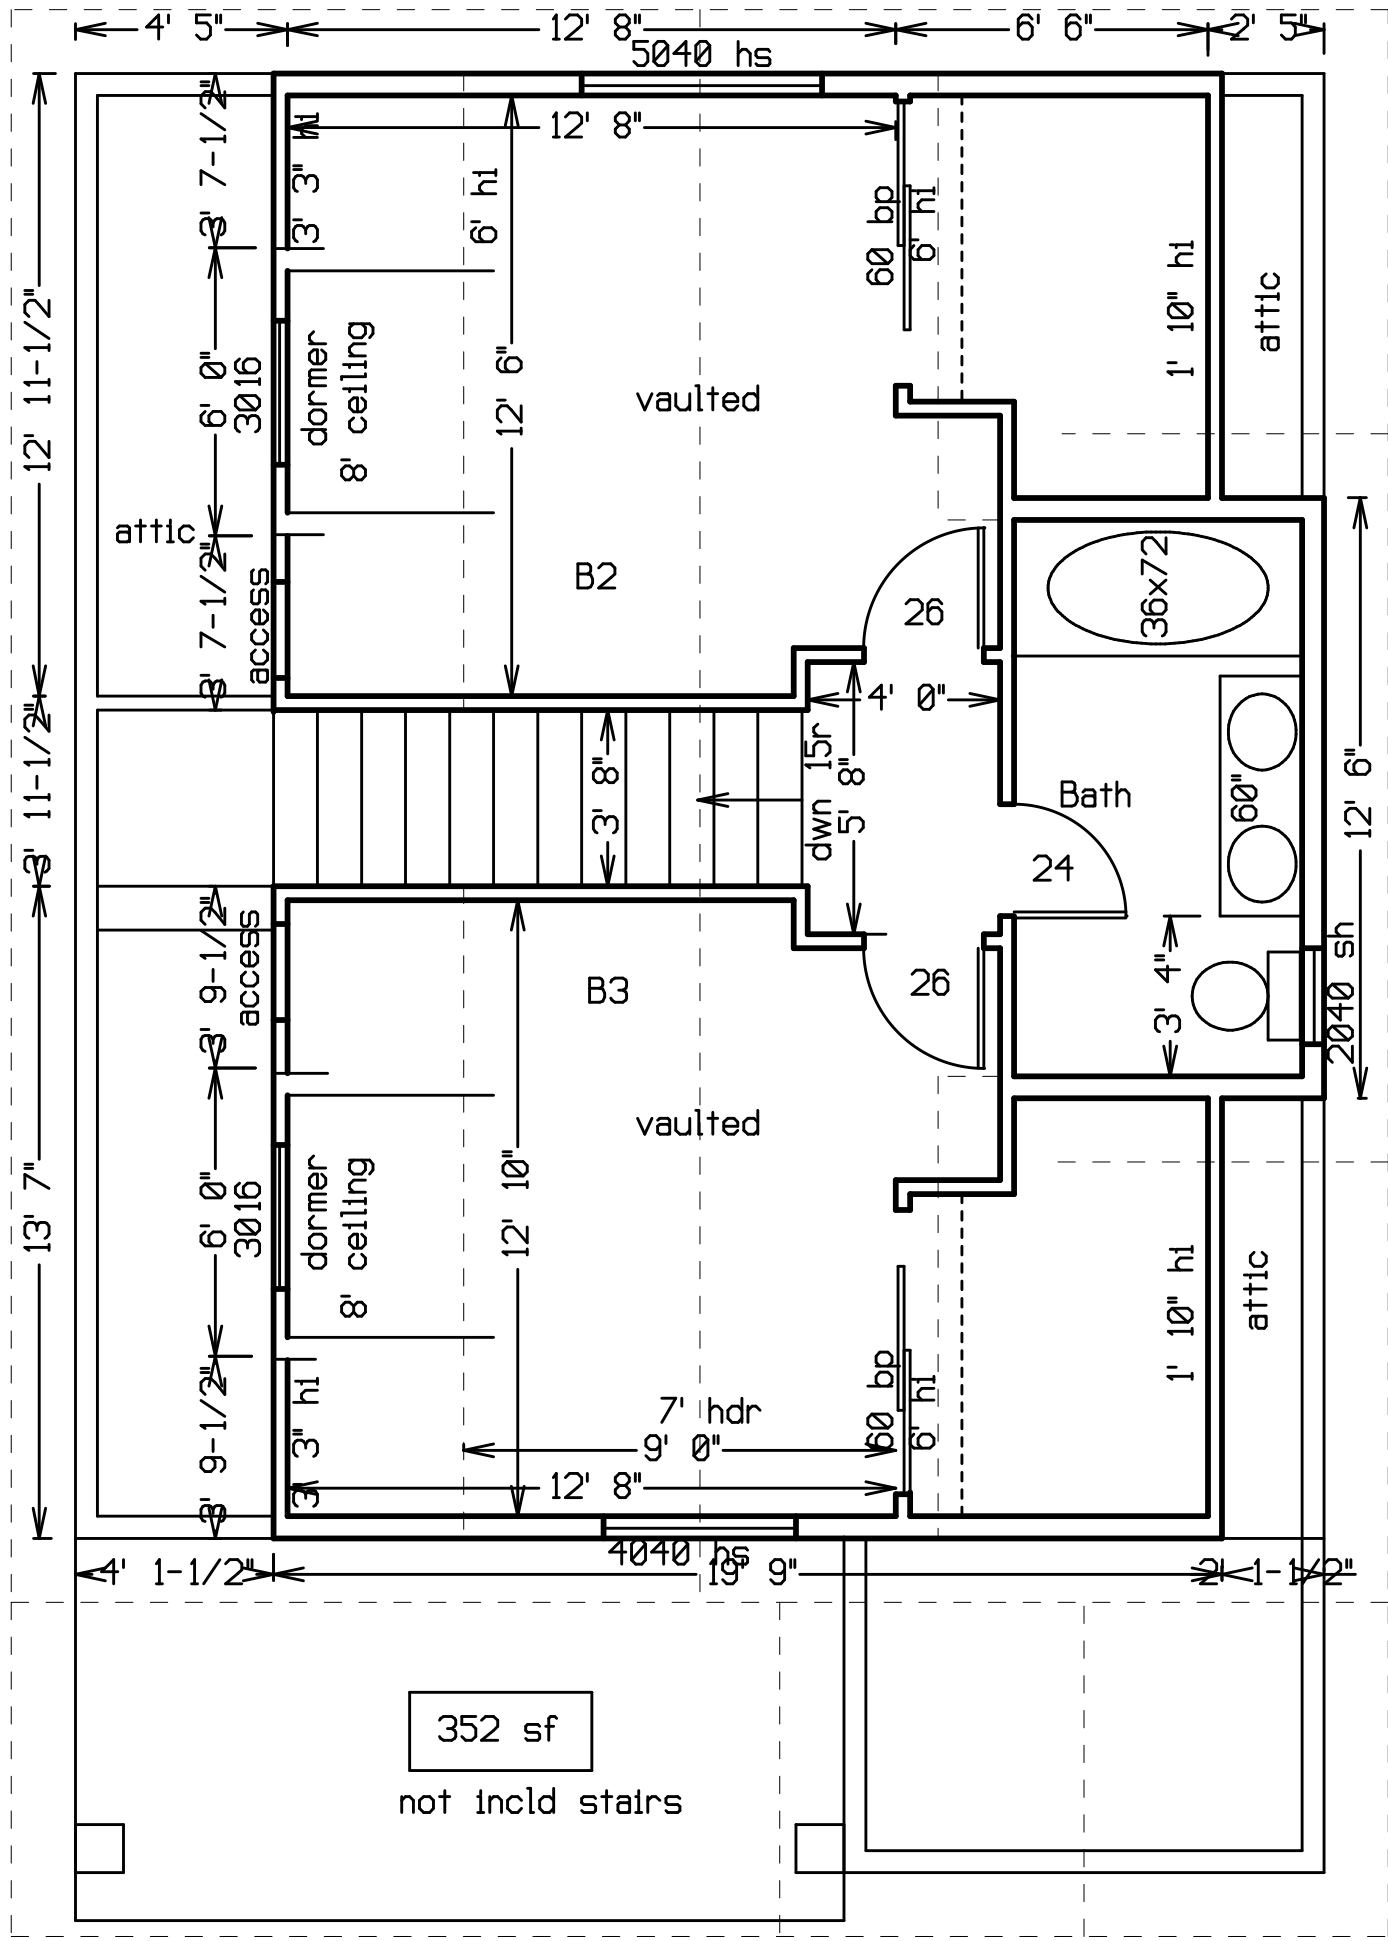 4' 5"
12' 8"
6' 6"
2' 5"
5040 hs
12' 8"
3' 7-1/2"
3' 3" hi
6' hi
60 bp
6' hi
1' 10" hi
attic
12' 11-1/2"
6' 0"
3016
dormer
8' ceiling
12' 6"
vaulted
attic
3' 7-1/2"
access
B2
26
36x72
4' 0"
3' 11-1/2"
3' 8"
dwn 15r
5' 8"
Bath
60"
12' 6"
24
3' 9-1/2"
access
B3
26
3' 4"
2040 sh
vaulted
13' 7"
6' 0"
3016
dormer
8' ceiling
12' 10"
1' 10" hi
attic
3' 9-1/2"
3' 3" hi
60 bp
6' hi
7' hdr
9' 0"
12' 8"
4040 hs
4' 1-1/2"
19' 9"
2' 1-1/2"
352 sf
not incld stairs